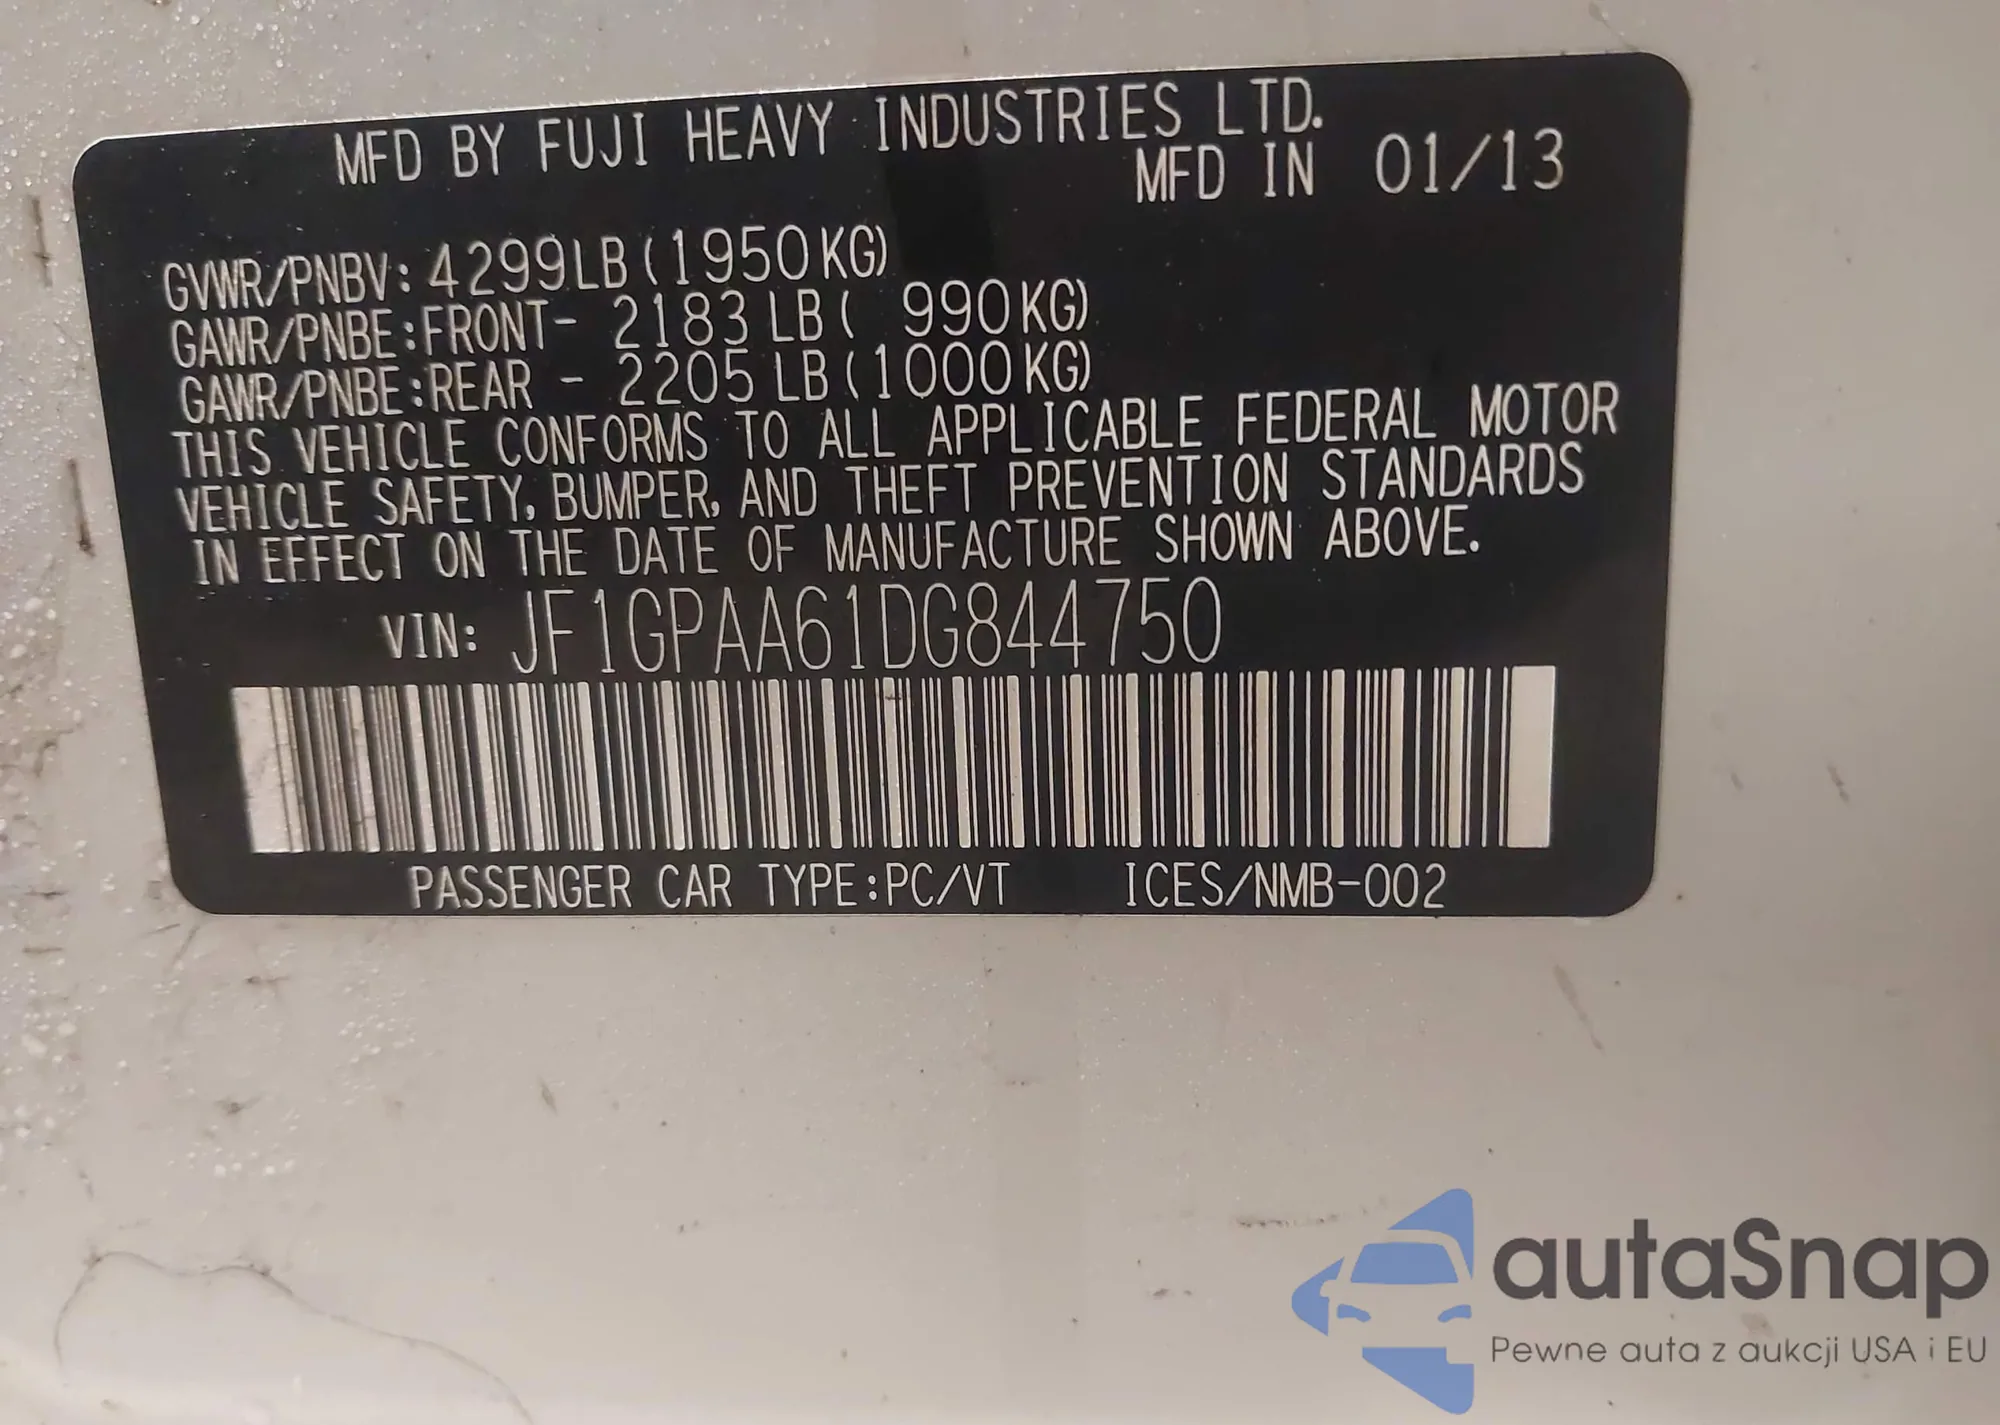 MFD BY FUJI HEAVY INDUSTRIES LTD.
MFD IN 01/13
GVWR/PNBV: 4299LB (1950KG)
GAWR/PNBE:FRONT- 2183 LB ( 990KG)
GAWR/PNBE:REAR - 2205 LB (1000KG)
THIS VEHICLE CONFORMS TO ALL APPLICABLE FEDERAL MOTOR
VEHICLE SAFETY, BUMPER, AND THEFT PREVENTION STANDARDS
IN EFFECT ON THE DATE OF MANUFACTURE SHOWN ABOVE.
VIN: JF1GPAA61DG844750
PASSENGER CAR TYPE:PC/VT ICES/NMB-002
autaSnap
Pewne auta z aukcji USA i EU